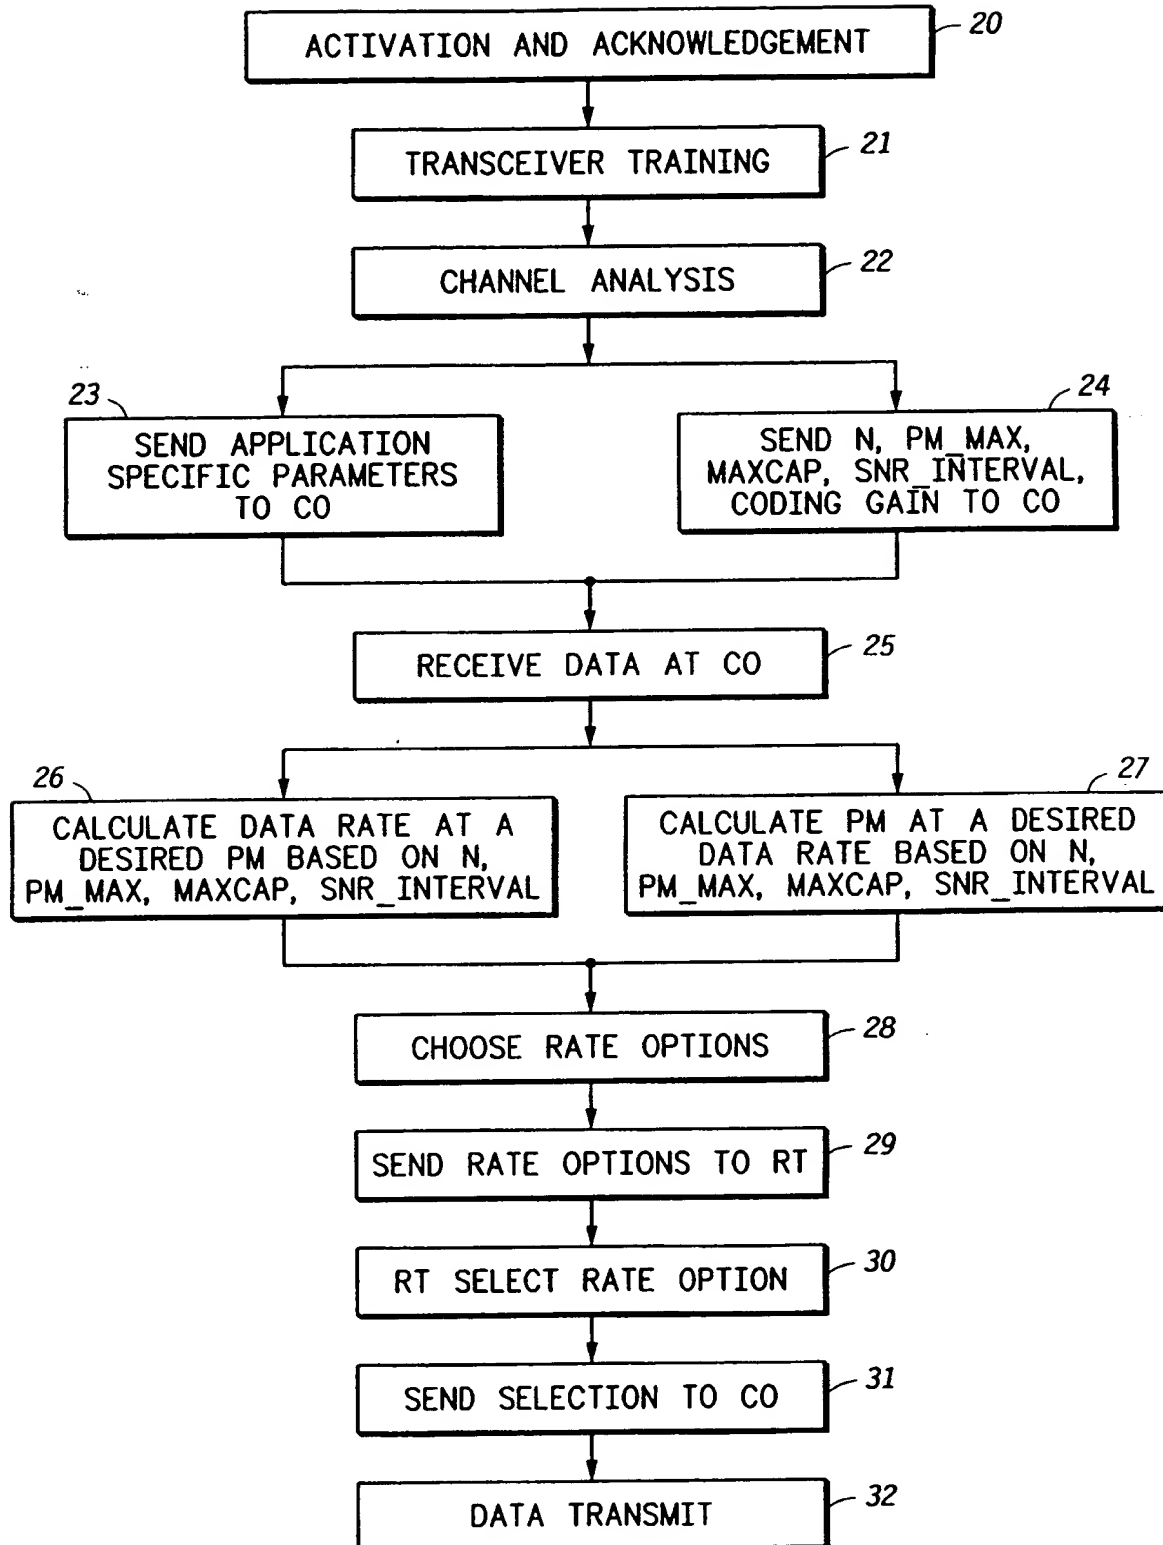 ACTIVATION AND ACKNOWLEDGEMENT
20
TRANSCEIVER TRAINING
21
CHANNEL ANALYSIS
22
23
SEND APPLICATION
SPECIFIC PARAMETERS
TO CO
24
SEND N, PM_MAX,
MAXCAP, SNR_INTERVAL,
CODING GAIN TO CO
RECEIVE DATA AT CO
25
26
CALCULATE DATA RATE AT A
DESIRED PM BASED ON N,
PM_MAX, MAXCAP, SNR_INTERVAL
27
CALCULATE PM AT A DESIRED
DATA RATE BASED ON N,
PM_MAX, MAXCAP, SNR_INTERVAL
CHOOSE RATE OPTIONS
28
SEND RATE OPTIONS TO RT
29
RT SELECT RATE OPTION
30
SEND SELECTION TO CO
31
DATA TRANSMIT
32